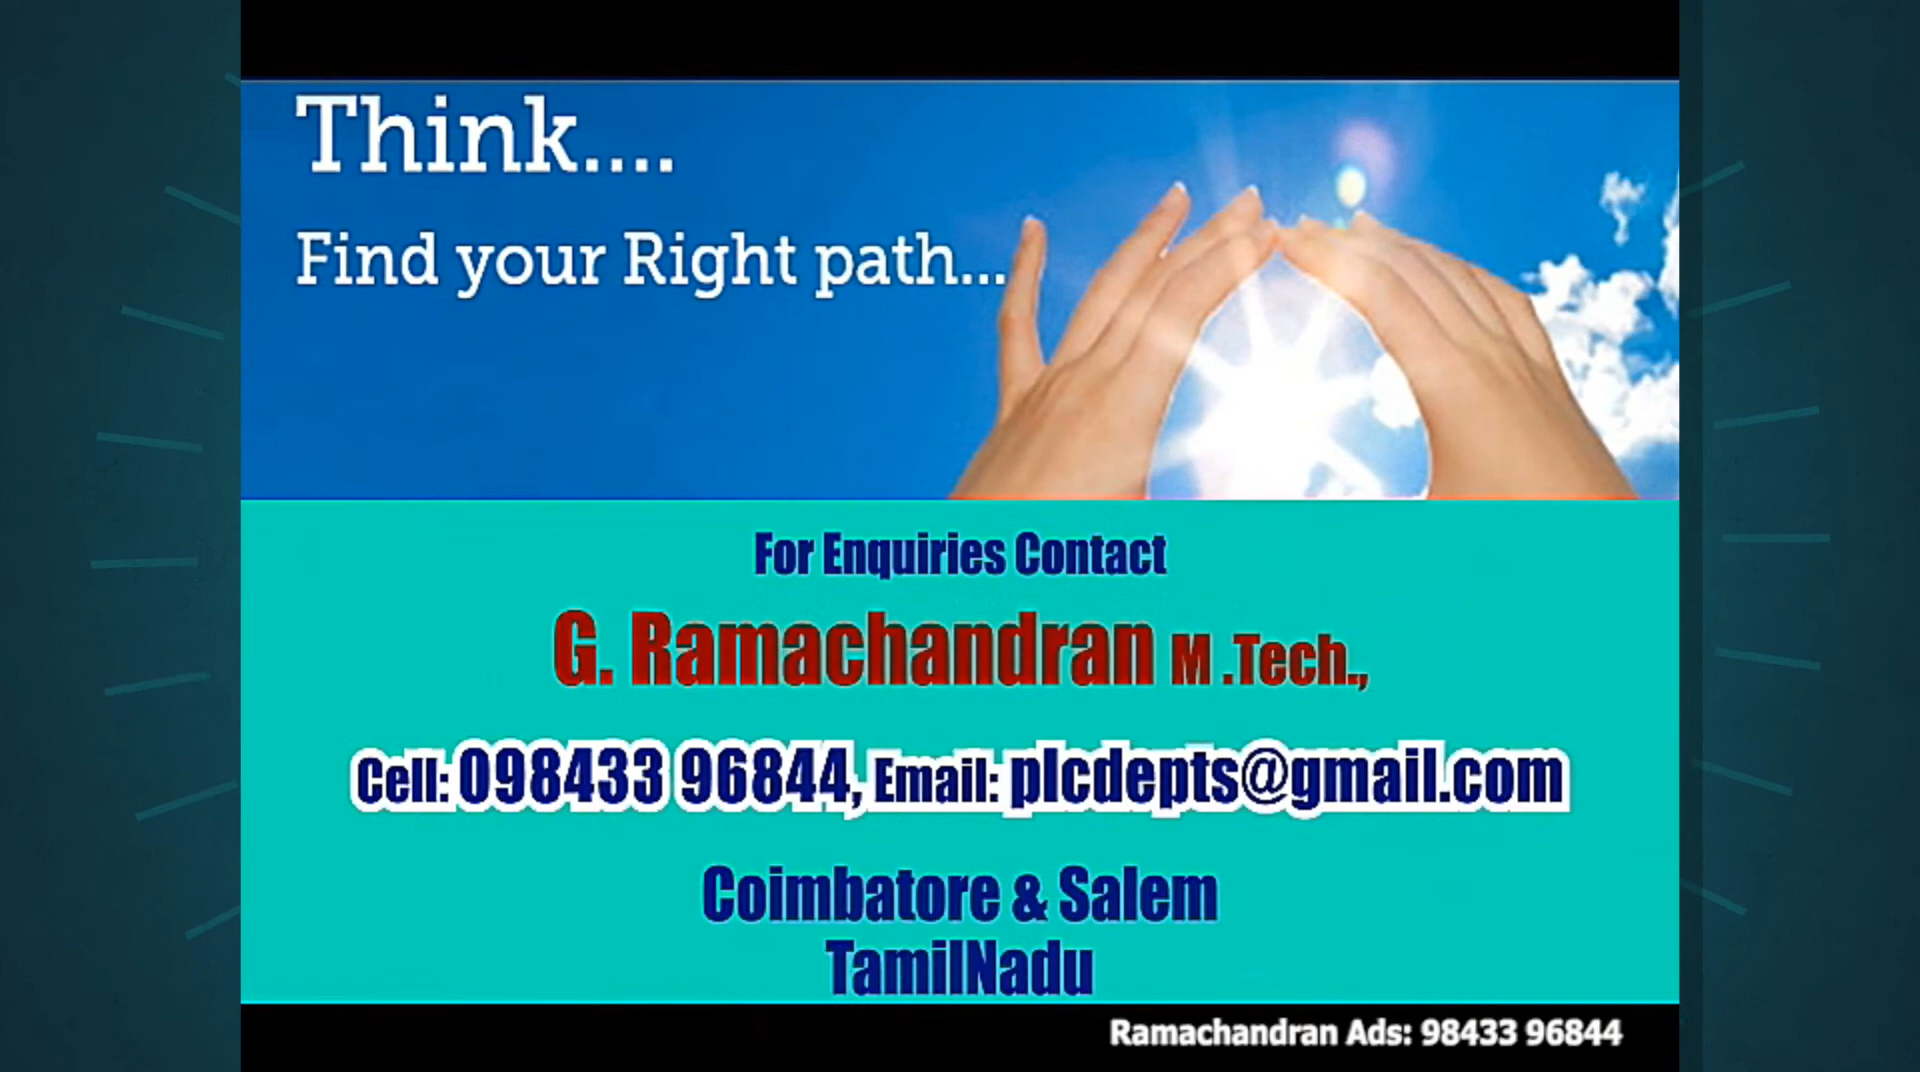 Think....
Find your Right path...
For Enquiries Contact
G. Ramachandran M .Tech.,
Cell: 098433 96844, Email: plcdepts@gmail.com
Coimbatore & Salem
TamilNadu
Ramachandran Ads: 98433 96844